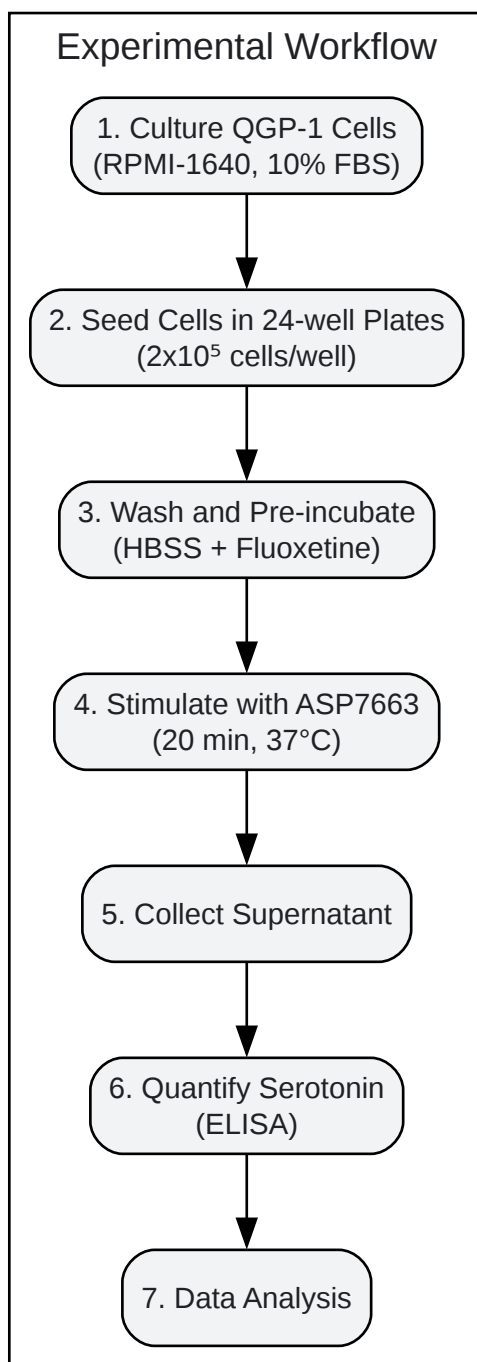 Experimental Workflow
1. Culture QGP-1 Cells
(RPMI-1640, 10% FBS)
2. Seed Cells in 24-well Plates
(2x10⁵ cells/well)
3. Wash and Pre-incubate
(HBSS + Fluoxetine)
4. Stimulate with ASP7663
(20 min, 37°C)
5. Collect Supernatant
6. Quantify Serotonin
(ELISA)
7. Data Analysis